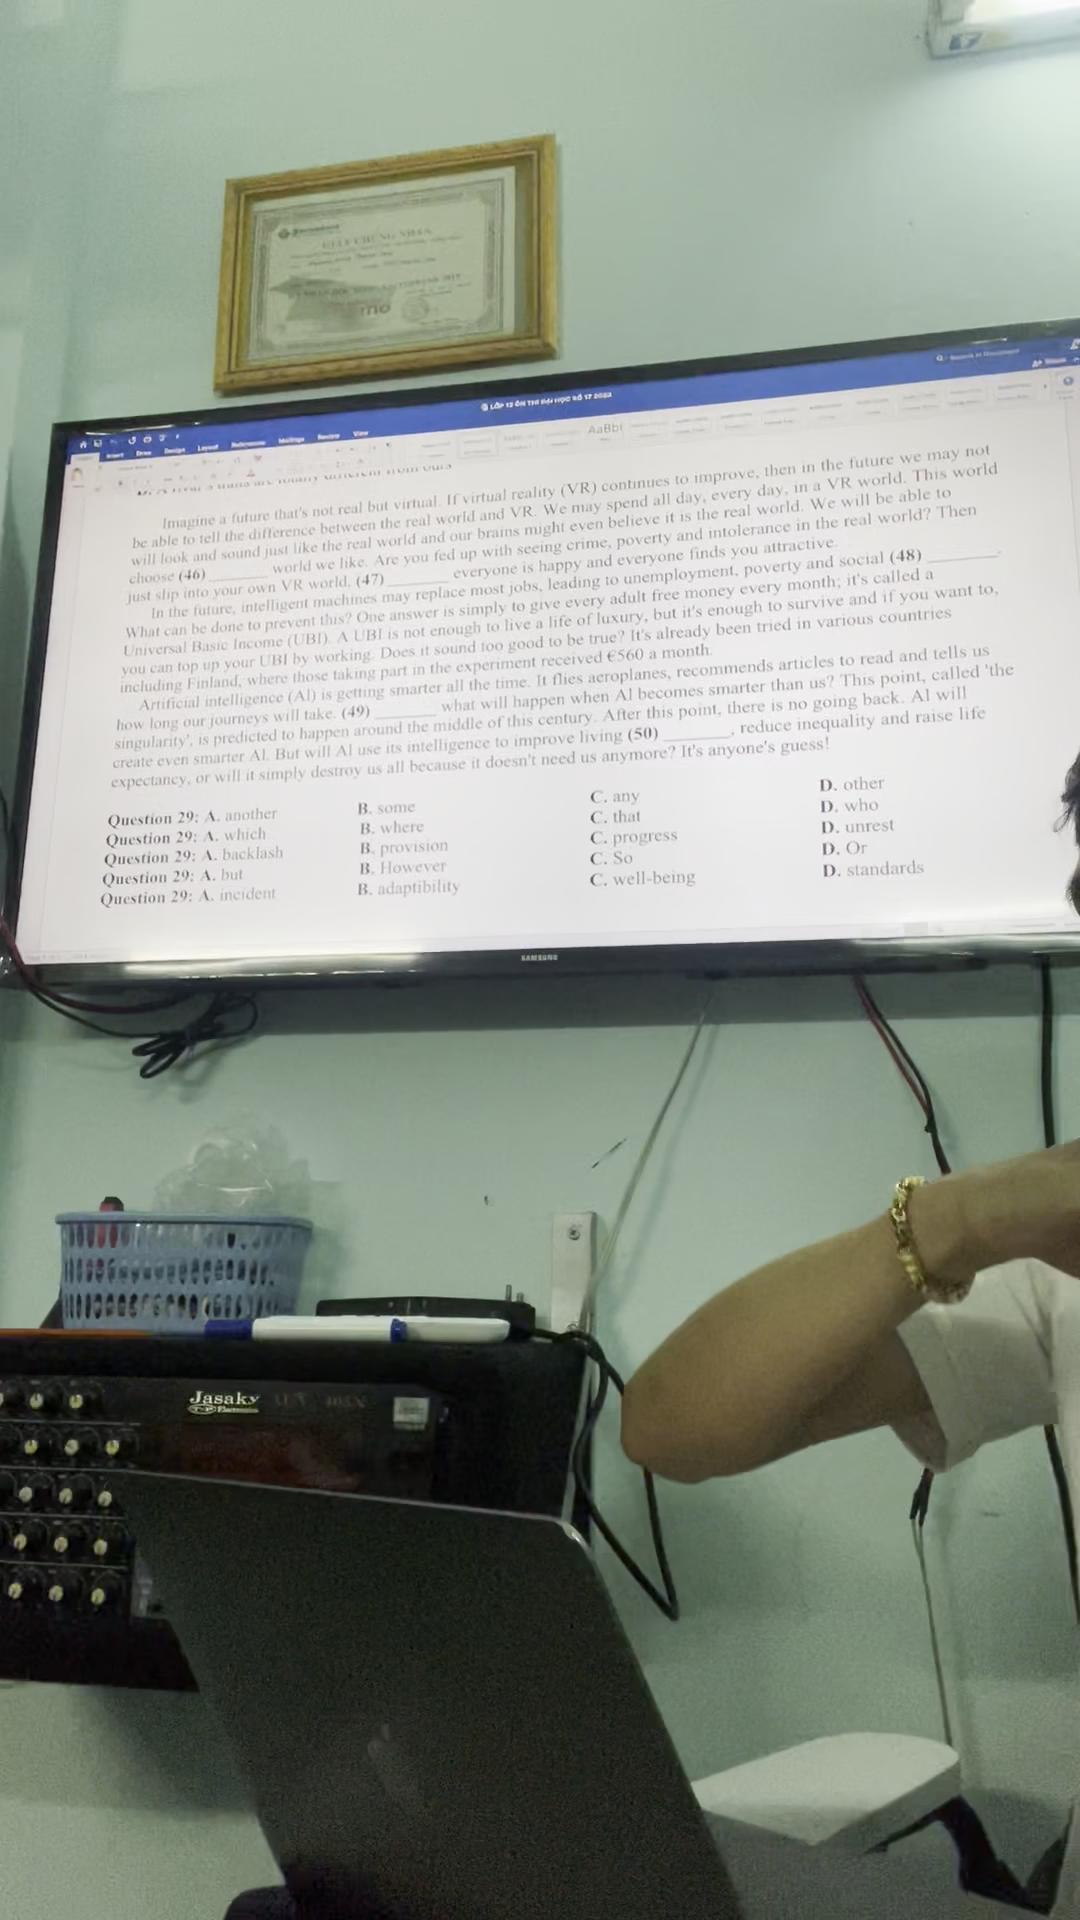 LỚP 12 ÔN THI ĐẠI HỌC SỐ 17
Insert Draw Design Layout References Mailings Review View
AaBbl
Imagine a future that's not real but virtual. If virtual reality (VR) continues to improve, then in the future we may not
be able to tell the difference between the real world and VR. We may spend all day, every day, in a VR world. This world
will look and sound just like the real world and our brains might even believe it is the real world. We will be able to
choose (46) ________ world we like. Are you fed up with seeing crime, poverty and intolerance in the real world? Then
just slip into your own VR world, (47) ________ everyone is happy and everyone finds you attractive.
In the future, intelligent machines may replace most jobs, leading to unemployment, poverty and social (48) ________.
What can be done to prevent this? One answer is simply to give every adult free money every month; it's called a
Universal Basic Income (UBI). A UBI is not enough to live a life of luxury, but it's enough to survive and if you want to,
you can top up your UBI by working. Does it sound too good to be true? It's already been tried in various countries
including Finland, where those taking part in the experiment received €560 a month.
Artificial intelligence (AI) is getting smarter all the time. It flies aeroplanes, recommends articles to read and tells us
how long our journeys will take. (49) ________ what will happen when AI becomes smarter than us? This point, called 'the
singularity', is predicted to happen around the middle of this century. After this point, there is no going back. AI will
create even smarter AI. But will AI use its intelligence to improve living (50) ________, reduce inequality and raise life
expectancy, or will it simply destroy us all because it doesn't need us anymore? It's anyone's guess!
Question 29: A. another B. some C. any D. other
Question 29: A. which B. where C. that D. who
Question 29: A. backlash B. provision C. progress D. unrest
Question 29: A. but B. However C. So D. Or
Question 29: A. incident B. adaptibility C. well-being D. standards
SAMSUNG
Jasaky